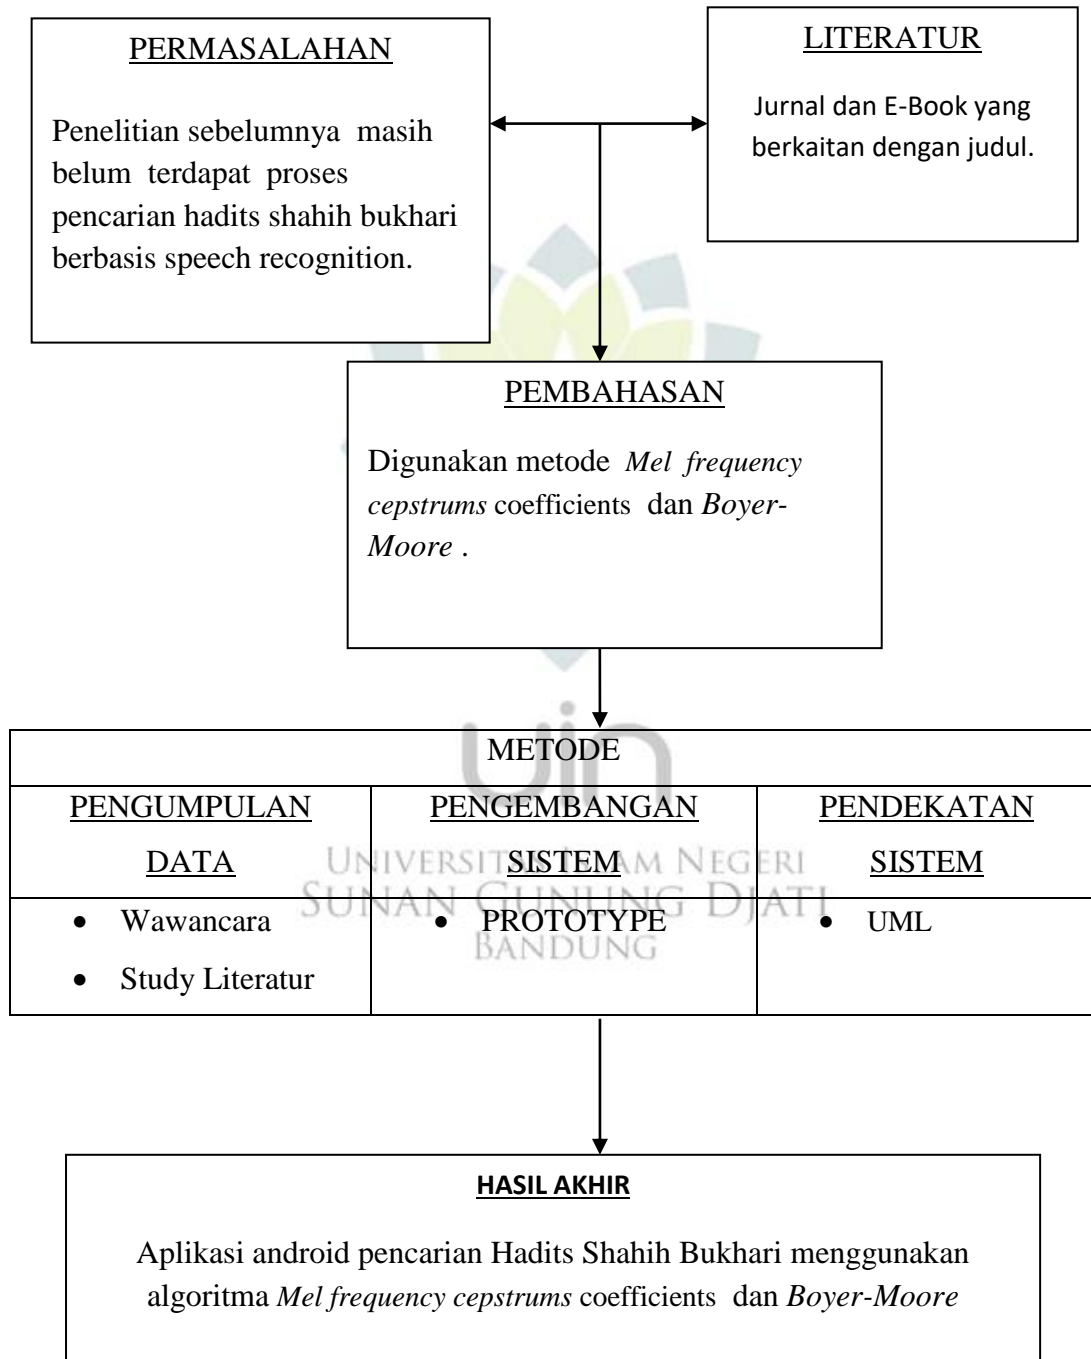 PERMASALAHAN
Penelitian sebelumnya masih
belum terdapat proses
pencarian hadits shahih bukhari
berbasis speech recognition.
LITERATUR
Jurnal dan E-Book yang
berkaitan dengan judul.
PEMBAHASAN
Digunakan metode Mel frequency
cepstrums coefficients dan Boyer-
Moore .
uin
UNIVERSITAS ISLAM NEGERI
SUNAN GUNUNG DJATI
BANDUNG
METODE
PENGUMPULAN
DATA
PENGEMBANGAN
SISTEM
PENDEKATAN
SISTEM
• Wawancara
• Study Literatur
• PROTOTYPE
• UML
HASIL AKHIR
Aplikasi android pencarian Hadits Shahih Bukhari menggunakan
algoritma Mel frequency cepstrums coefficients dan Boyer-Moore